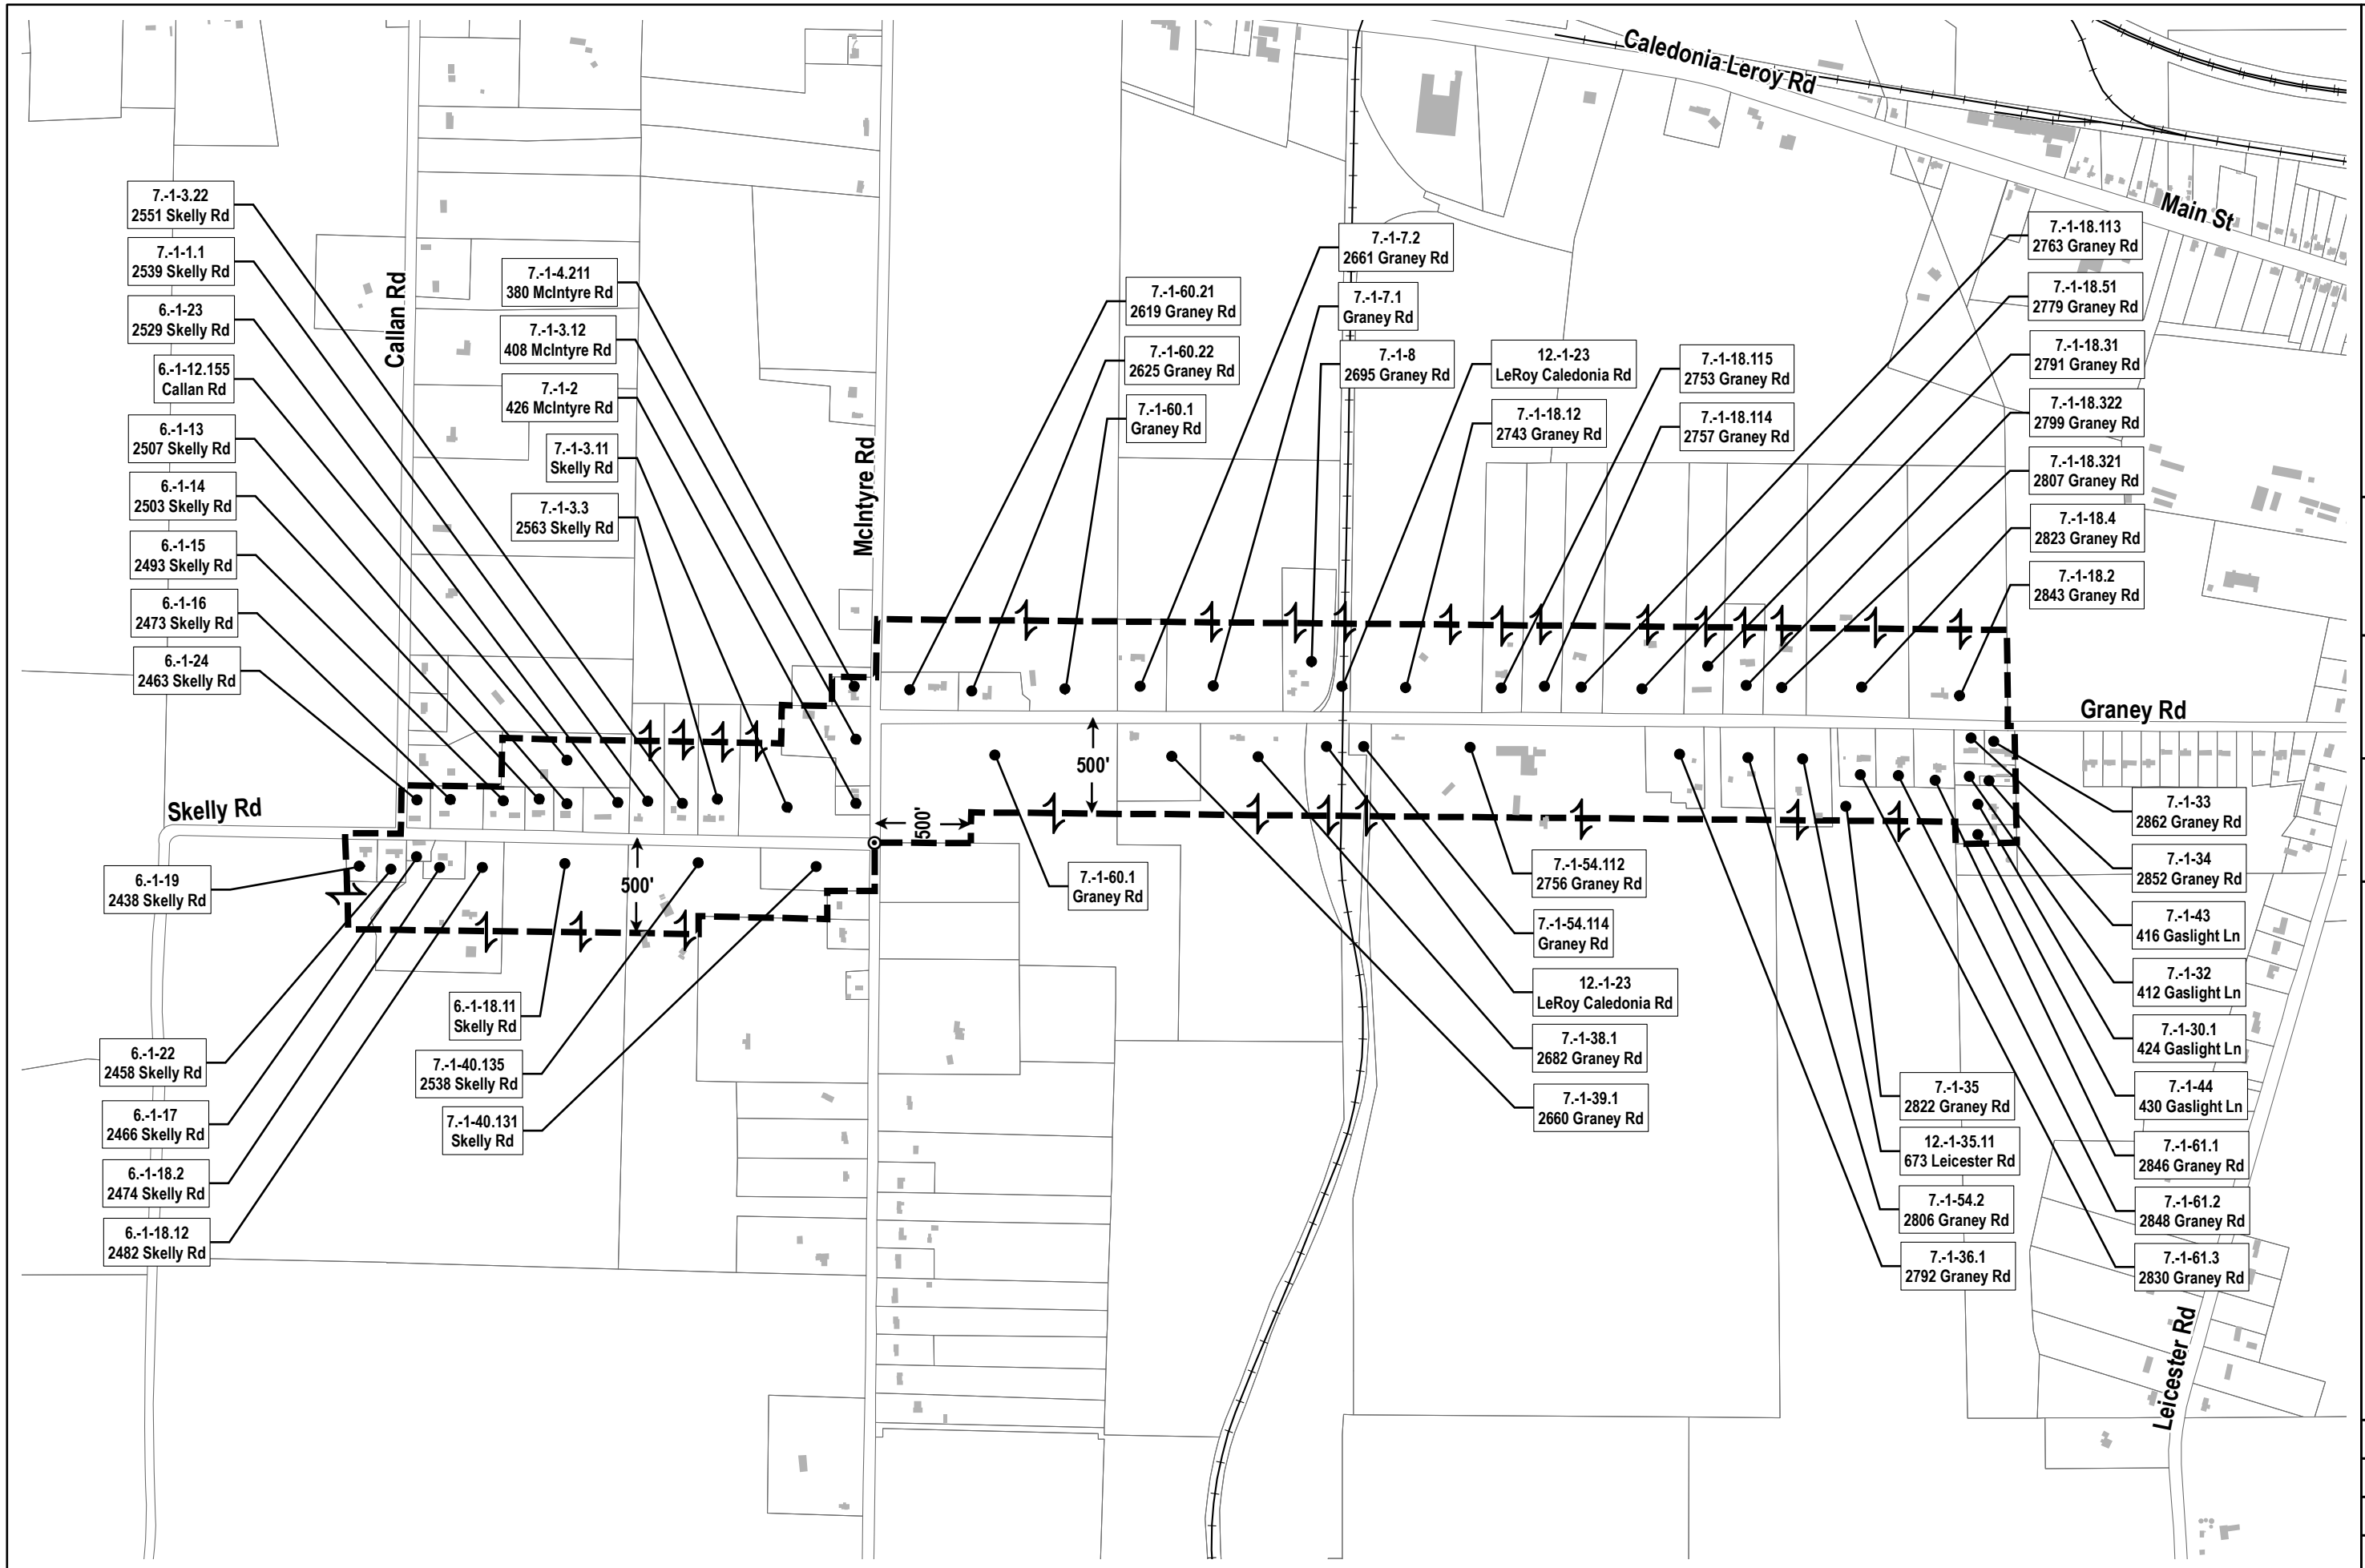 Caledonia Leroy Rd
Main St
Callan Rd
McIntyre Rd
Graney Rd
Skelly Rd
Leicester Rd
7.-1-3.22
2551 Skelly Rd
7.-1-1.1
2539 Skelly Rd
6.-1-23
2529 Skelly Rd
6.-1-12.155
Callan Rd
6.-1-13
2507 Skelly Rd
6.-1-14
2503 Skelly Rd
6.-1-15
2493 Skelly Rd
6.-1-16
2473 Skelly Rd
6.-1-24
2463 Skelly Rd
7.-1-4.211
380 McIntyre Rd
7.-1-3.12
408 McIntyre Rd
7.-1-2
426 McIntyre Rd
7.-1-3.11
Skelly Rd
7.-1-3.3
2563 Skelly Rd
7.-1-60.21
2619 Graney Rd
7.-1-60.22
2625 Graney Rd
7.-1-60.1
Graney Rd
7.-1-7.2
2661 Graney Rd
7.-1-7.1
Graney Rd
7.-1-8
2695 Graney Rd
12.-1-23
LeRoy Caledonia Rd
7.-1-18.12
2743 Graney Rd
7.-1-18.115
2753 Graney Rd
7.-1-18.114
2757 Graney Rd
7.-1-18.113
2763 Graney Rd
7.-1-18.51
2779 Graney Rd
7.-1-18.31
2791 Graney Rd
7.-1-18.322
2799 Graney Rd
7.-1-18.321
2807 Graney Rd
7.-1-18.4
2823 Graney Rd
7.-1-18.2
2843 Graney Rd
500'
500'
500'
6.-1-19
2438 Skelly Rd
6.-1-22
2458 Skelly Rd
6.-1-17
2466 Skelly Rd
6.-1-18.2
2474 Skelly Rd
6.-1-18.12
2482 Skelly Rd
6.-1-18.11
Skelly Rd
7.-1-40.135
2538 Skelly Rd
7.-1-40.131
Skelly Rd
7.-1-60.1
Graney Rd
7.-1-54.112
2756 Graney Rd
7.-1-54.114
Graney Rd
12.-1-23
LeRoy Caledonia Rd
7.-1-38.1
2682 Graney Rd
7.-1-39.1
2660 Graney Rd
7.-1-35
2822 Graney Rd
12.-1-35.11
673 Leicester Rd
7.-1-54.2
2806 Graney Rd
7.-1-36.1
2792 Graney Rd
7.-1-33
2862 Graney Rd
7.-1-34
2852 Graney Rd
7.-1-43
416 Gaslight Ln
7.-1-32
412 Gaslight Ln
7.-1-30.1
424 Gaslight Ln
7.-1-44
430 Gaslight Ln
7.-1-61.1
2846 Graney Rd
7.-1-61.2
2848 Graney Rd
7.-1-61.3
2830 Graney Rd